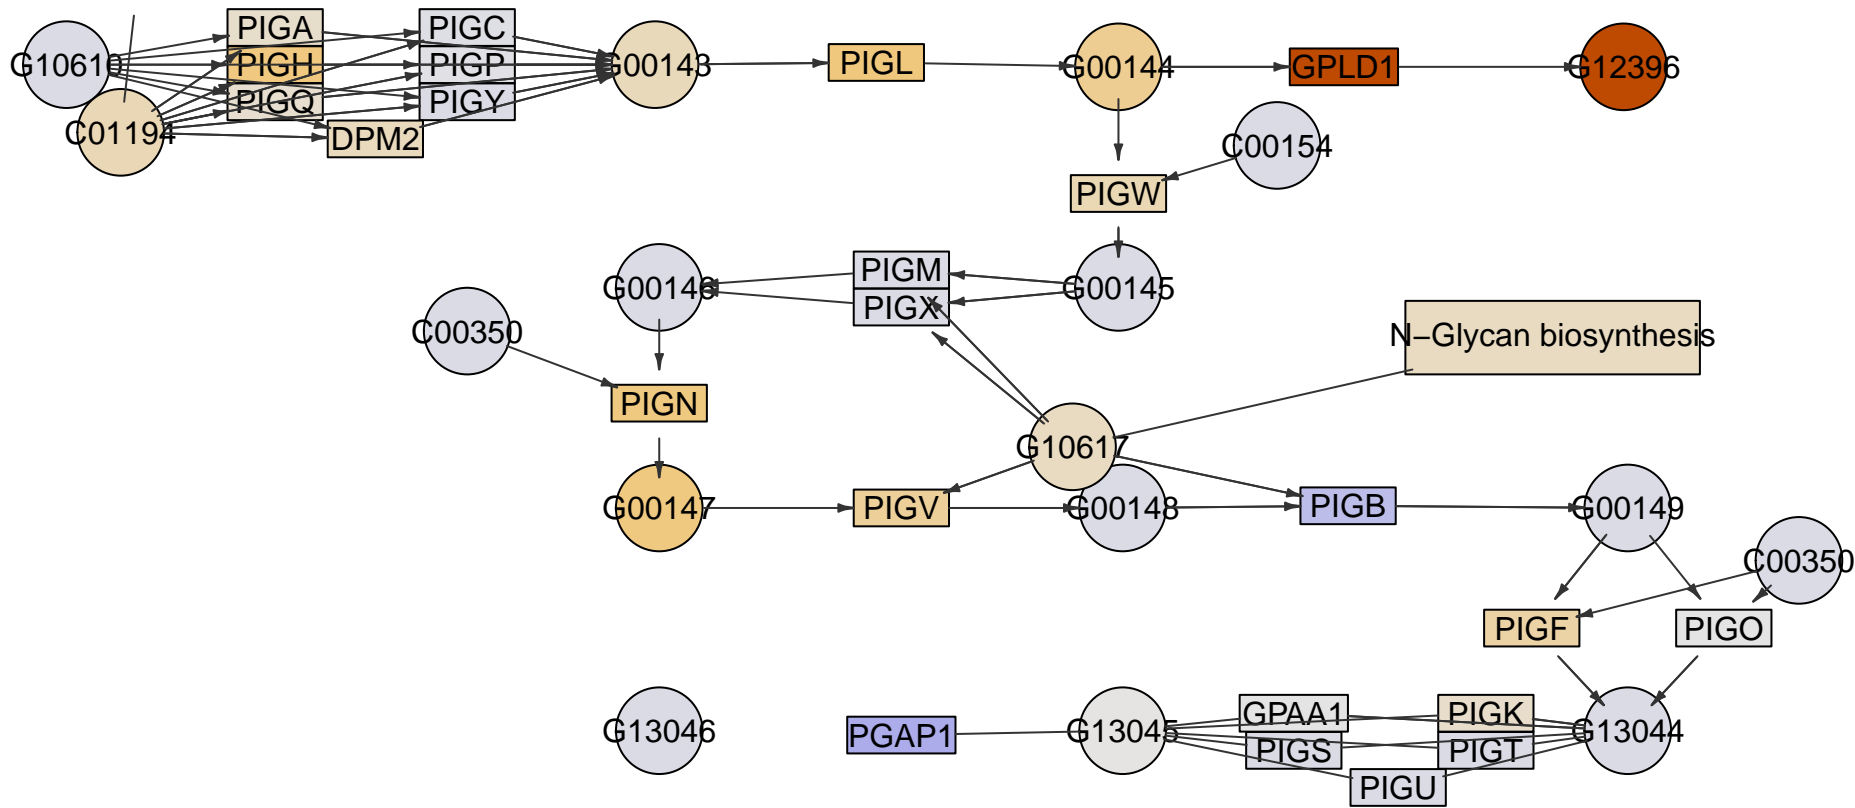 PIGA
PIGC
G10610
PIGH
PIGP
G00143
PIGL
G00144
GPLD1
G12396
PIGQ
PIGY
C01194
DPM2
C00154
PIGW
PIGM
G00146
G00145
PIGX
C00350
N–Glycan biosynthesis
PIGN
G10617
G00147
PIGV
G00148
PIGB
G00149
C00350
PIGF
PIGO
GPAA1
PIGK
G13046
PGAP1
G13045
G13044
PIGS
PIGT
PIGU